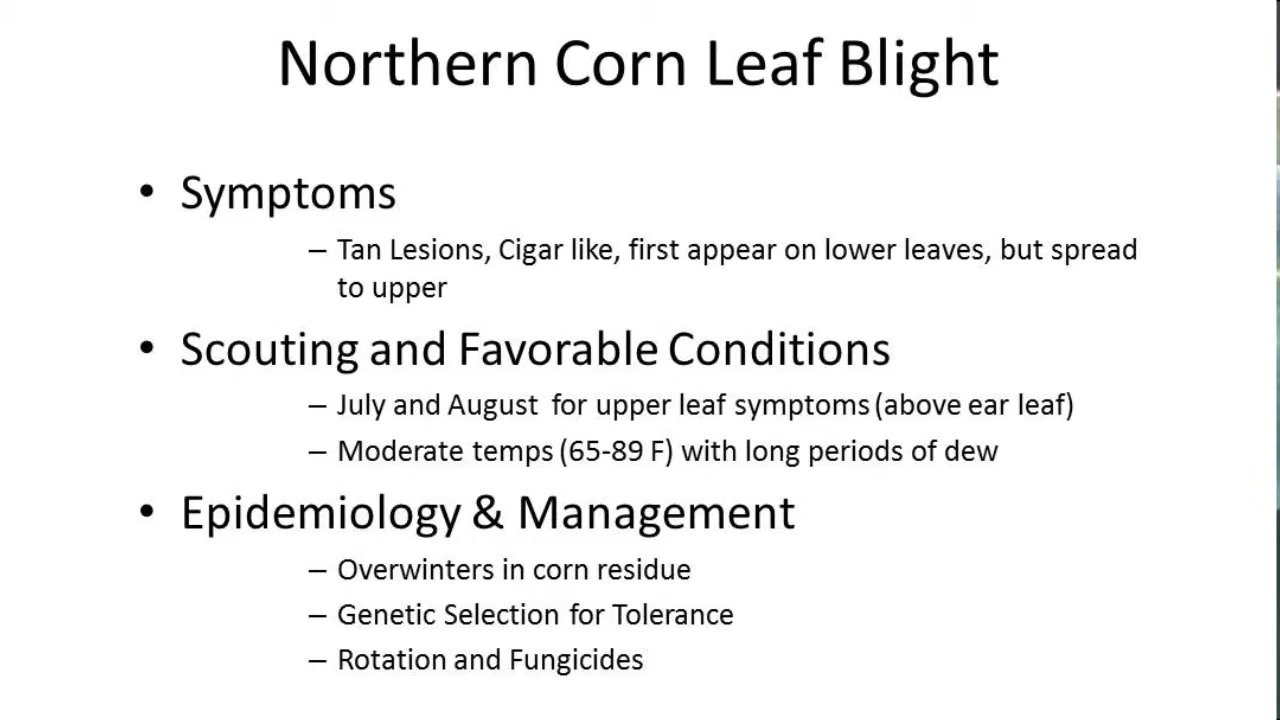 Northern Corn Leaf Blight
• Symptoms
– Tan Lesions, Cigar like, first appear on lower leaves, but spread
to upper
• Scouting and Favorable Conditions
– July and August for upper leaf symptoms (above ear leaf)
– Moderate temps (65-89 F) with long periods of dew
• Epidemiology & Management
– Overwinters in corn residue
– Genetic Selection for Tolerance
– Rotation and Fungicides